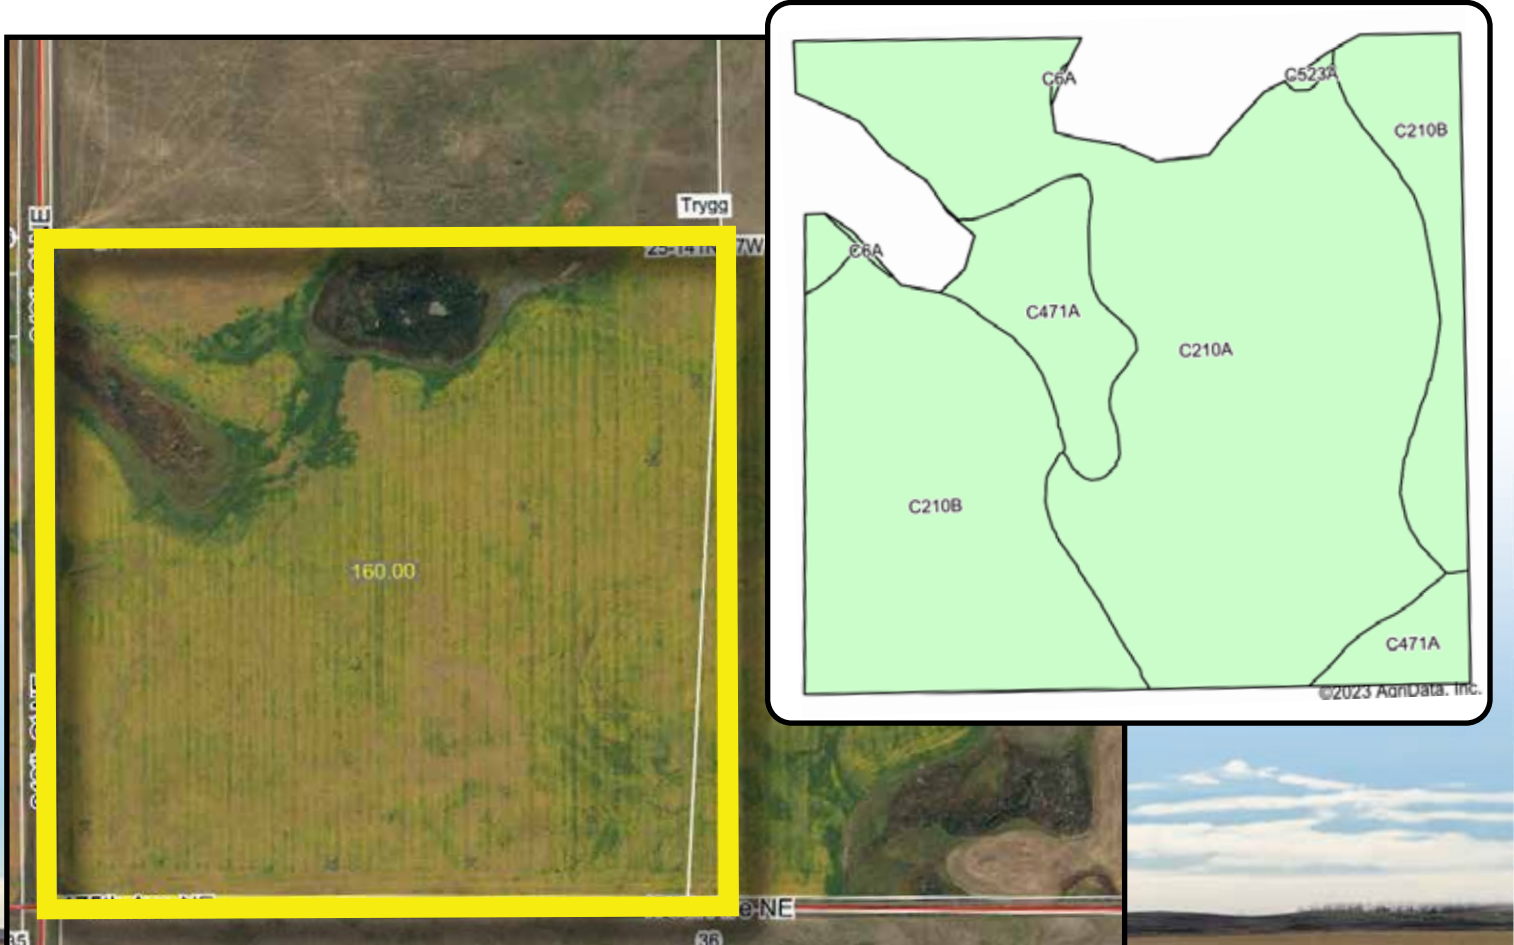 Trygg
160.00
36
C6A
C523A
C210B
C6A
C471A
C210A
C210B
C471A
©2023 AgriData, Inc.